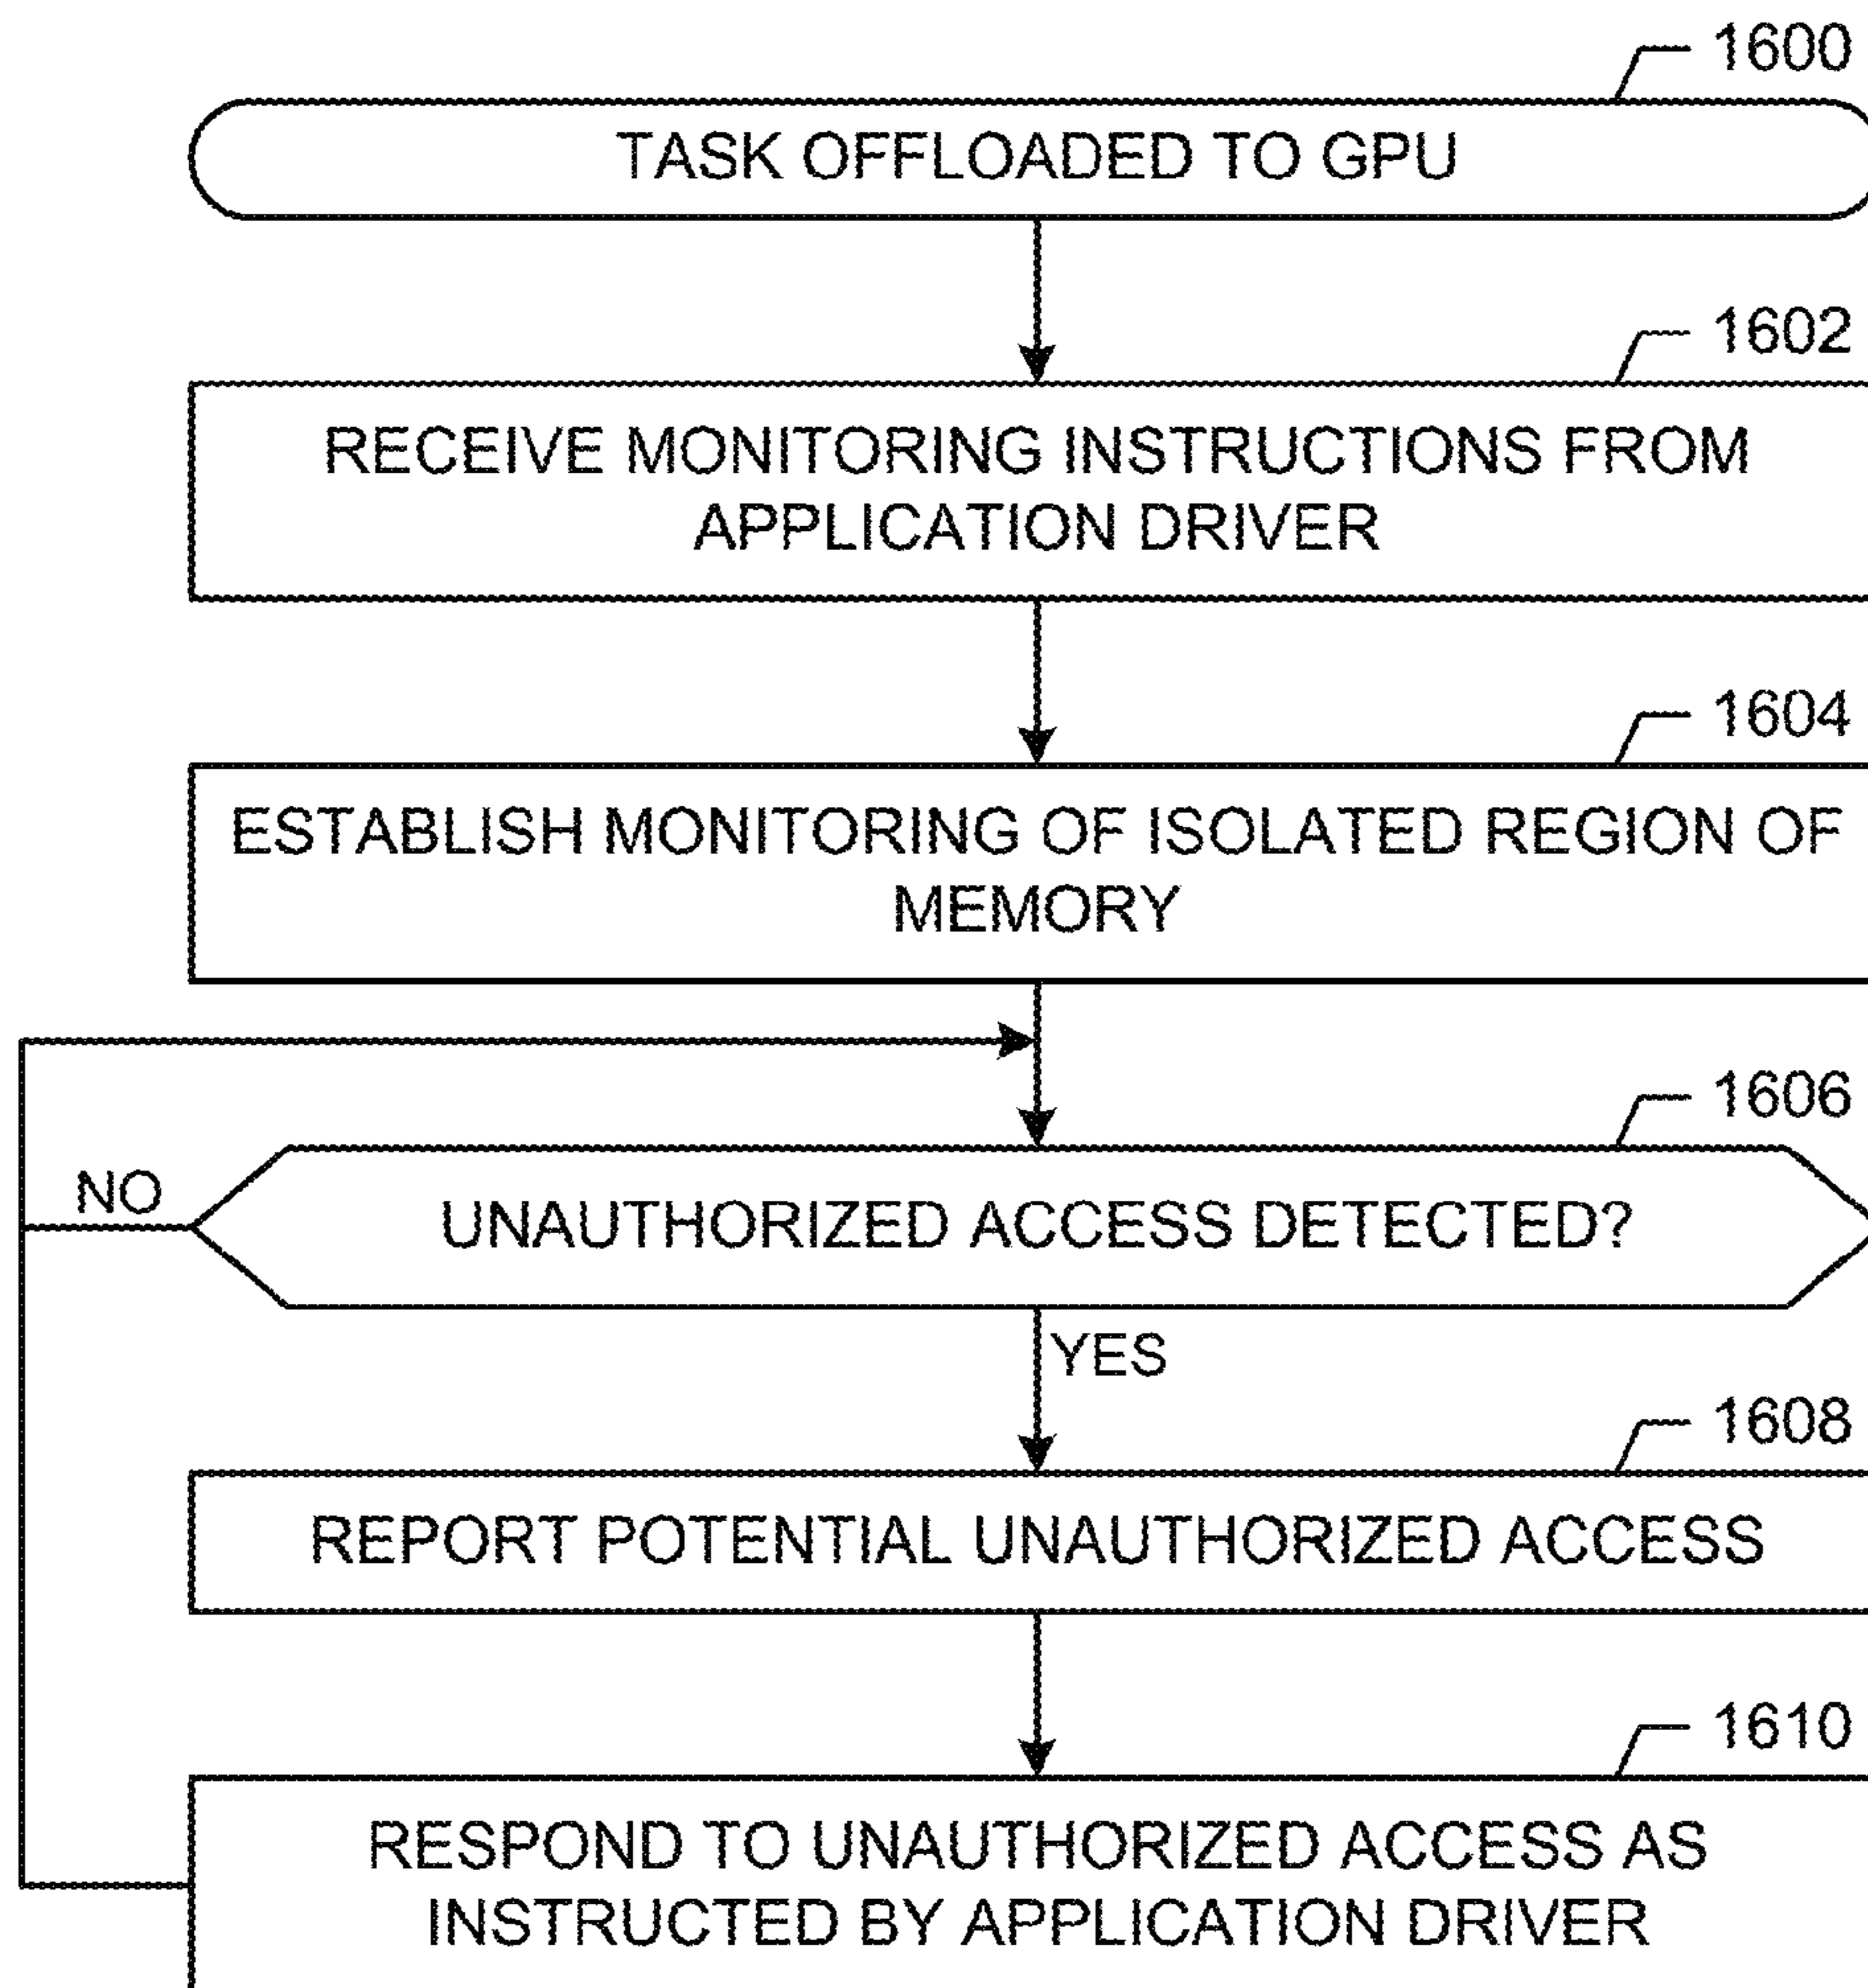 1600
TASK OFFLOADED TO GPU
1602
RECEIVE MONITORING INSTRUCTIONS FROM
APPLICATION DRIVER
1604
ESTABLISH MONITORING OF ISOLATED REGION OF
MEMORY
1606
NO
UNAUTHORIZED ACCESS DETECTED?
YES
1608
REPORT POTENTIAL UNAUTHORIZED ACCESS
1610
RESPOND TO UNAUTHORIZED ACCESS AS
INSTRUCTED BY APPLICATION DRIVER